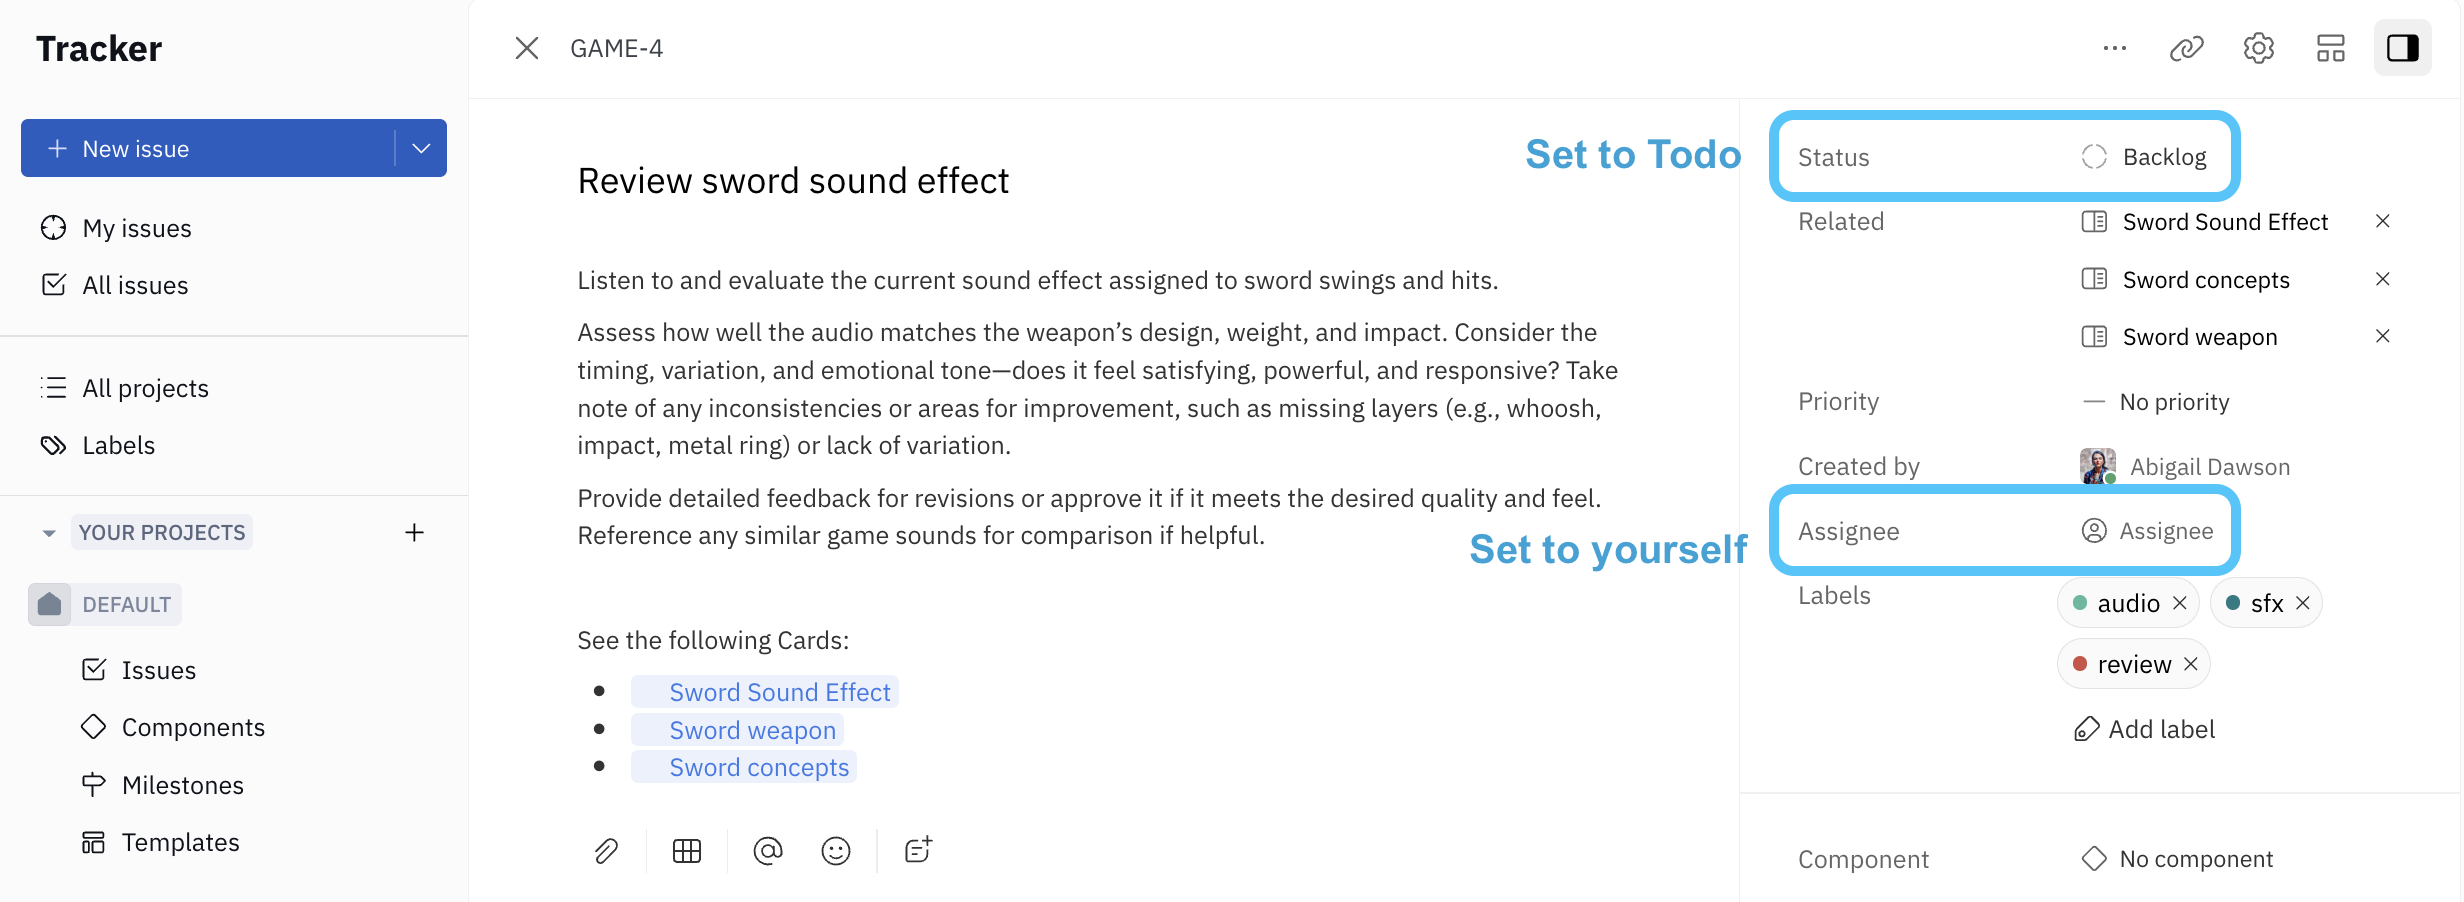 Tracker
New issue
My issues
All issues
All projects
Labels
YOUR PROJECTS
DEFAULT
Issues
Components
Milestones
Templates
GAME-4
Review sword sound effect
Listen to and evaluate the current sound effect assigned to sword swings and hits.
Assess how well the audio matches the weapon’s design, weight, and impact. Consider the
timing, variation, and emotional tone—does it feel satisfying, powerful, and responsive? Take
note of any inconsistencies or areas for improvement, such as missing layers (e.g., whoosh,
impact, metal ring) or lack of variation.
Provide detailed feedback for revisions or approve it if it meets the desired quality and feel.
Reference any similar game sounds for comparison if helpful.
See the following Cards:
Sword Sound Effect
Sword weapon
Sword concepts
Set to Todo
Status Backlog
Related Sword Sound Effect
Sword concepts
Sword weapon
Priority No priority
Created by Abigail Dawson
Set to yourself
Assignee Assignee
Labels audio sfx
review
Add label
Component No component